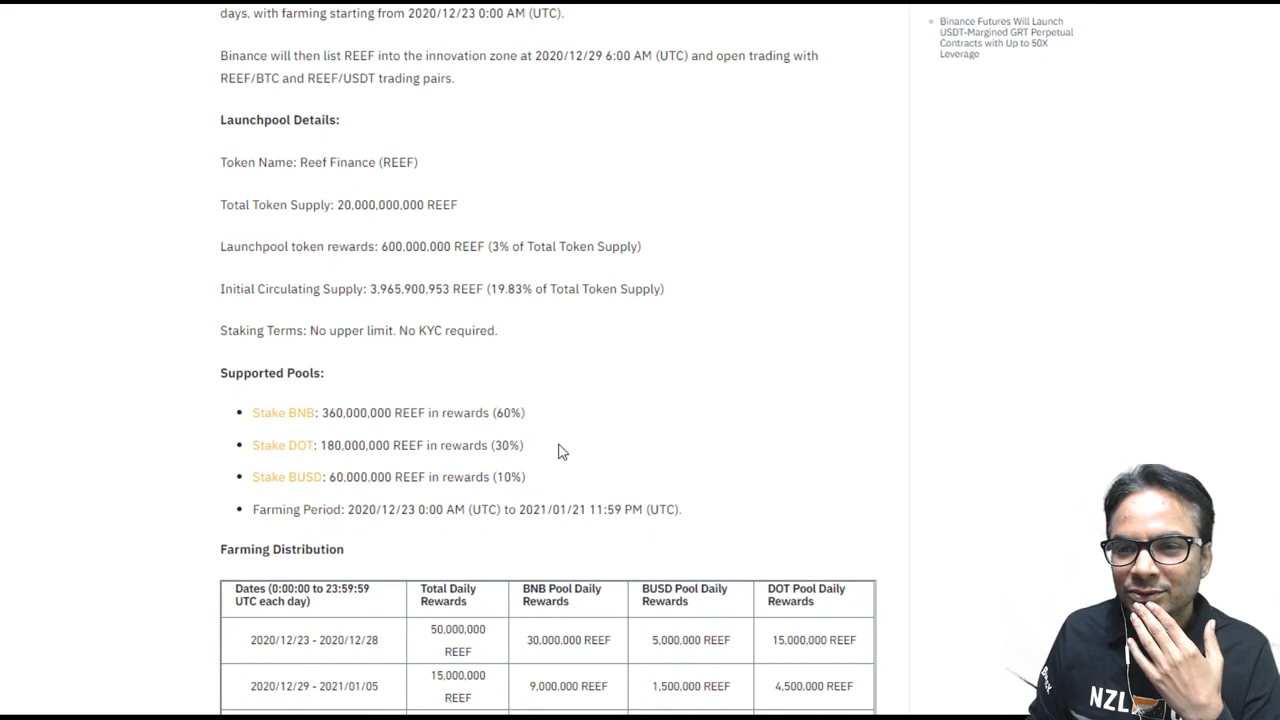 days, with farming starting from 2020/12/23 0:00 AM (UTC).
Binance will then list REEF into the innovation zone at 2020/12/29 6:00 AM (UTC) and open trading with
REEF/BTC and REEF/USDT trading pairs.
Launchpool Details:
Token Name: Reef Finance (REEF)
Total Token Supply: 20,000,000,000 REEF
Launchpool token rewards: 600,000,000 REEF (3% of Total Token Supply)
Initial Circulating Supply: 3,965,900,953 REEF (19.83% of Total Token Supply)
Staking Terms: No upper limit. No KYC required.
Supported Pools:
Stake BNB: 360,000,000 REEF in rewards (60%)
Stake DOT: 180,000,000 REEF in rewards (30%)
Stake BUSD: 60,000,000 REEF in rewards (10%)
Farming Period: 2020/12/23 0:00 AM (UTC) to 2021/01/21 11:59 PM (UTC).
Farming Distribution
Dates (0:00:00 to 23:59:59
UTC each day)
Total Daily
Rewards
BNB Pool Daily
Rewards
BUSD Pool Daily
Rewards
DOT Pool Daily
Rewards
2020/12/23 - 2020/12/28
50,000,000
REEF
30,000,000 REEF
5,000,000 REEF
15,000,000 REEF
2020/12/29 - 2021/01/05
15,000,000
REEF
9,000,000 REEF
1,500,000 REEF
4,500,000 REEF
Binance Futures Will Launch
USDT-Margined GRT Perpetual
Contracts with Up to 50X
Leverage
NZL